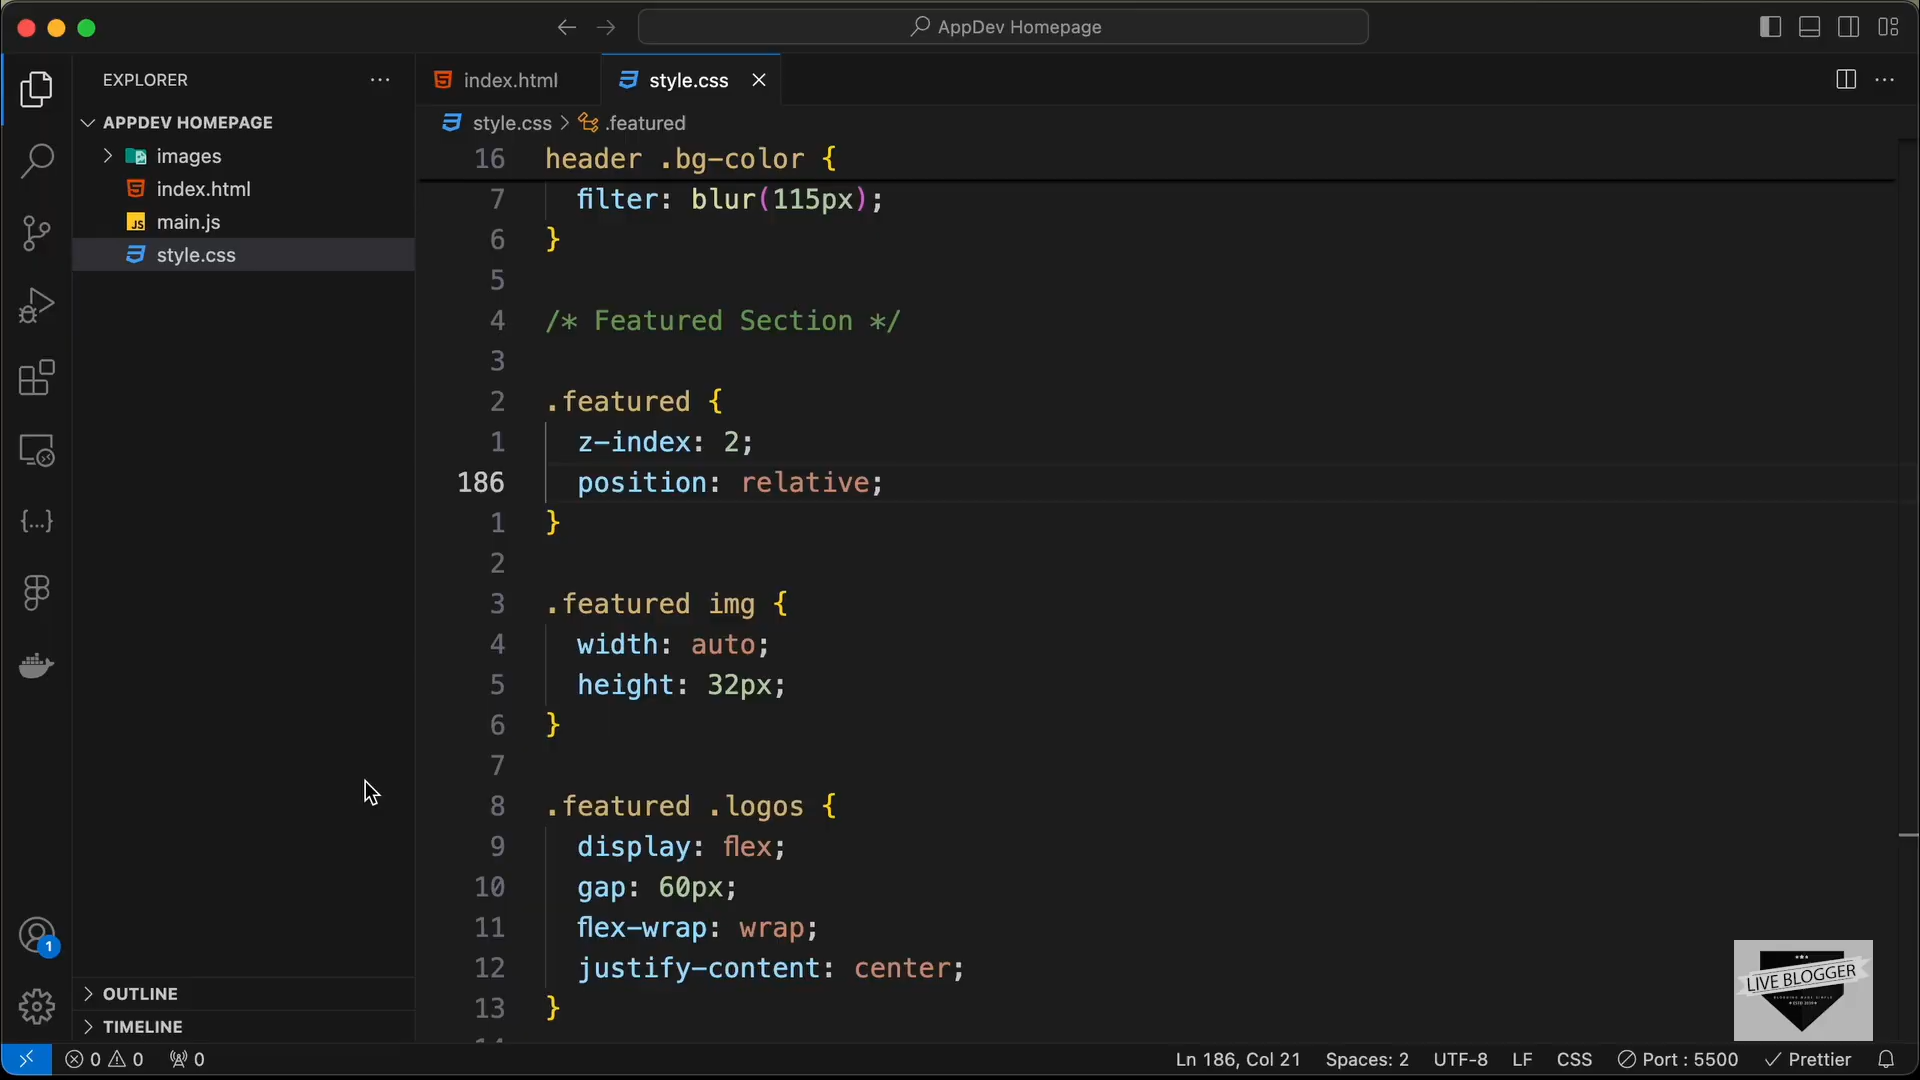 AppDev Homepage
EXPLORER
APPDEV HOMEPAGE
images
index.html
main.js
style.css
OUTLINE
TIMELINE
index.html
style.css
style.css > .featured
16 header .bg-color {
7 filter: blur(115px);
6 }
5
4 /* Featured Section */
3
2 .featured {
1 z-index: 2;
186 position: relative;
1 }
2
3 .featured img {
4 width: auto;
5 height: 32px;
6 }
7
8 .featured .logos {
9 display: flex;
10 gap: 60px;
11 flex-wrap: wrap;
12 justify-content: center;
13 }
1
LIVE BLOGGER
0 0 0
Ln 186, Col 21 Spaces: 2 UTF-8 LF CSS Port : 5500 Prettier